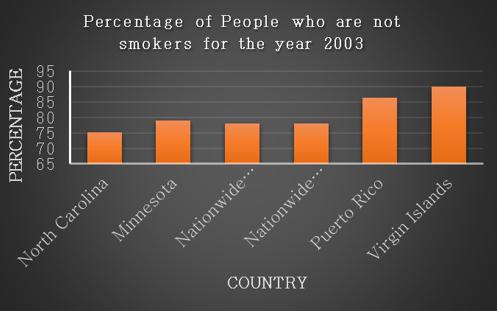 Percentage of People who are not
smokers for the year 2003
PERCENTAGE
95
90
85
80
75
70
65
North Carolina
Minnesota
Nationwide…
Nationwide…
Puerto Rico
Virgin Islands
COUNTRY